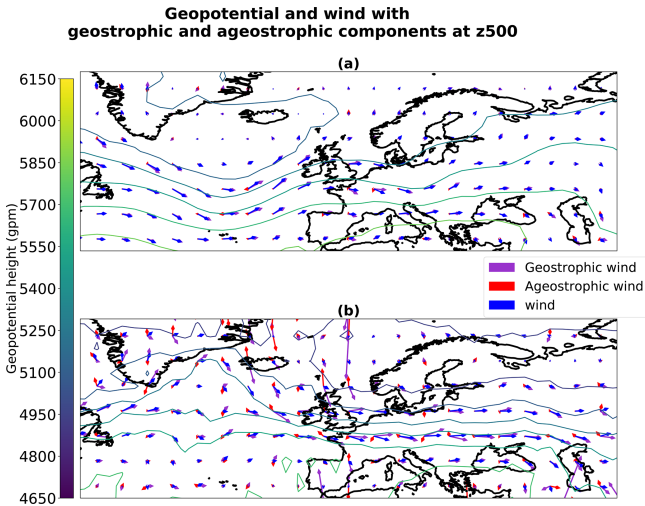 Geopotential and wind with
geostrophic and ageostrophic components at z500
(a)
6150
6000
5850
5700
5550
5400
5250
5100
4950
4800
4650
Geopotential height (gpm)
Geostrophic wind
Ageostrophic wind
wind
(b)